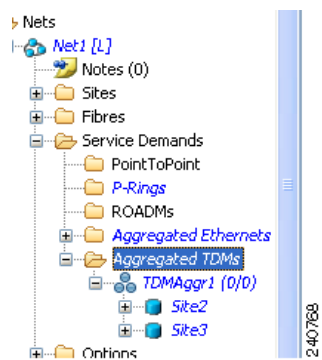 Nets
Net1 [L]
Notes (0)
Sites
Fibres
Service Demands
PointToPoint
P-Rings
ROADMs
Aggregated Ethernets
Aggregated TDMs
TDMAggr1 (0/0)
Site2
Site3
Options
240768